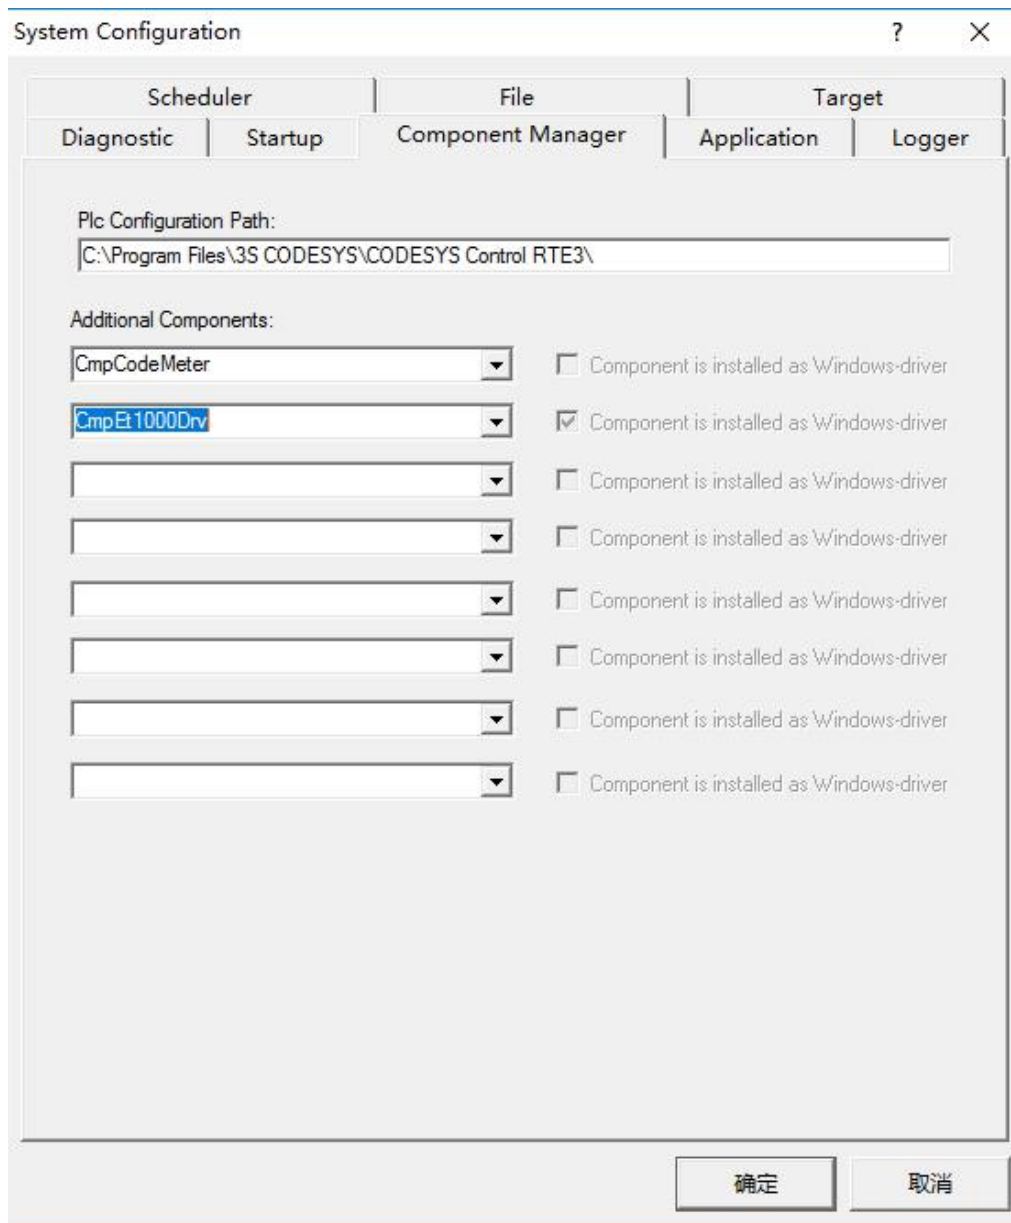 System Configuration ? ×
Scheduler File Target
Diagnostic Startup Component Manager Application Logger
Plc Configuration Path:
C:\Program Files\3S CODESYS\CODESYS Control RTE3\
Additional Components:
CmpCodeMeter Component is installed as Windows-driver
CmpEt1000Drv Component is installed as Windows-driver
Component is installed as Windows-driver
Component is installed as Windows-driver
Component is installed as Windows-driver
Component is installed as Windows-driver
Component is installed as Windows-driver
Component is installed as Windows-driver
确定 取消